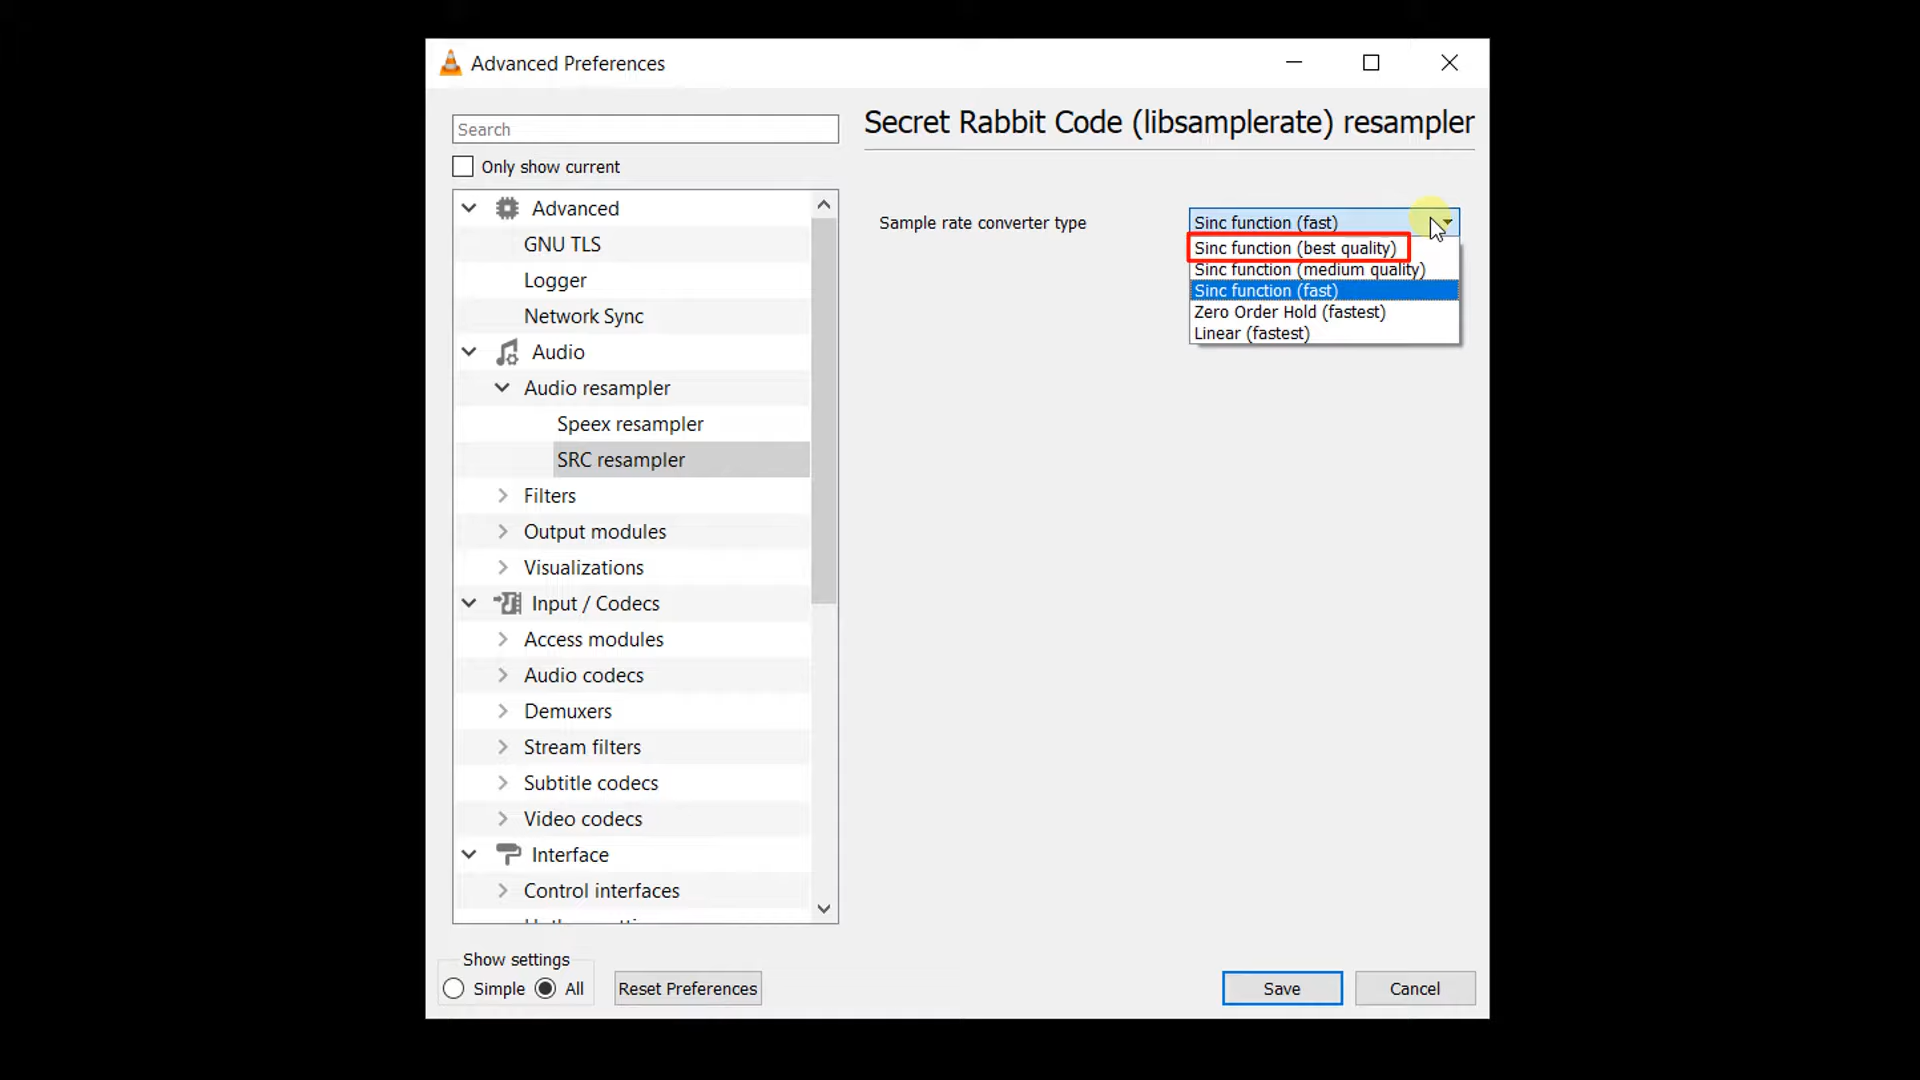 Advanced Preferences
Search
Only show current
Advanced
GNU TLS
Logger
Network Sync
Audio
Audio resampler
Speex resampler
SRC resampler
Filters
Output modules
Visualizations
Input / Codecs
Access modules
Audio codecs
Demuxers
Stream filters
Subtitle codecs
Video codecs
Interface
Control interfaces
Secret Rabbit Code (libsamplerate) resampler
Sample rate converter type
Sinc function (fast)
Sinc function (best quality)
Sinc function (medium quality)
Sinc function (fast)
Zero Order Hold (fastest)
Linear (fastest)
Show settings
Simple
All
Reset Preferences
Save
Cancel